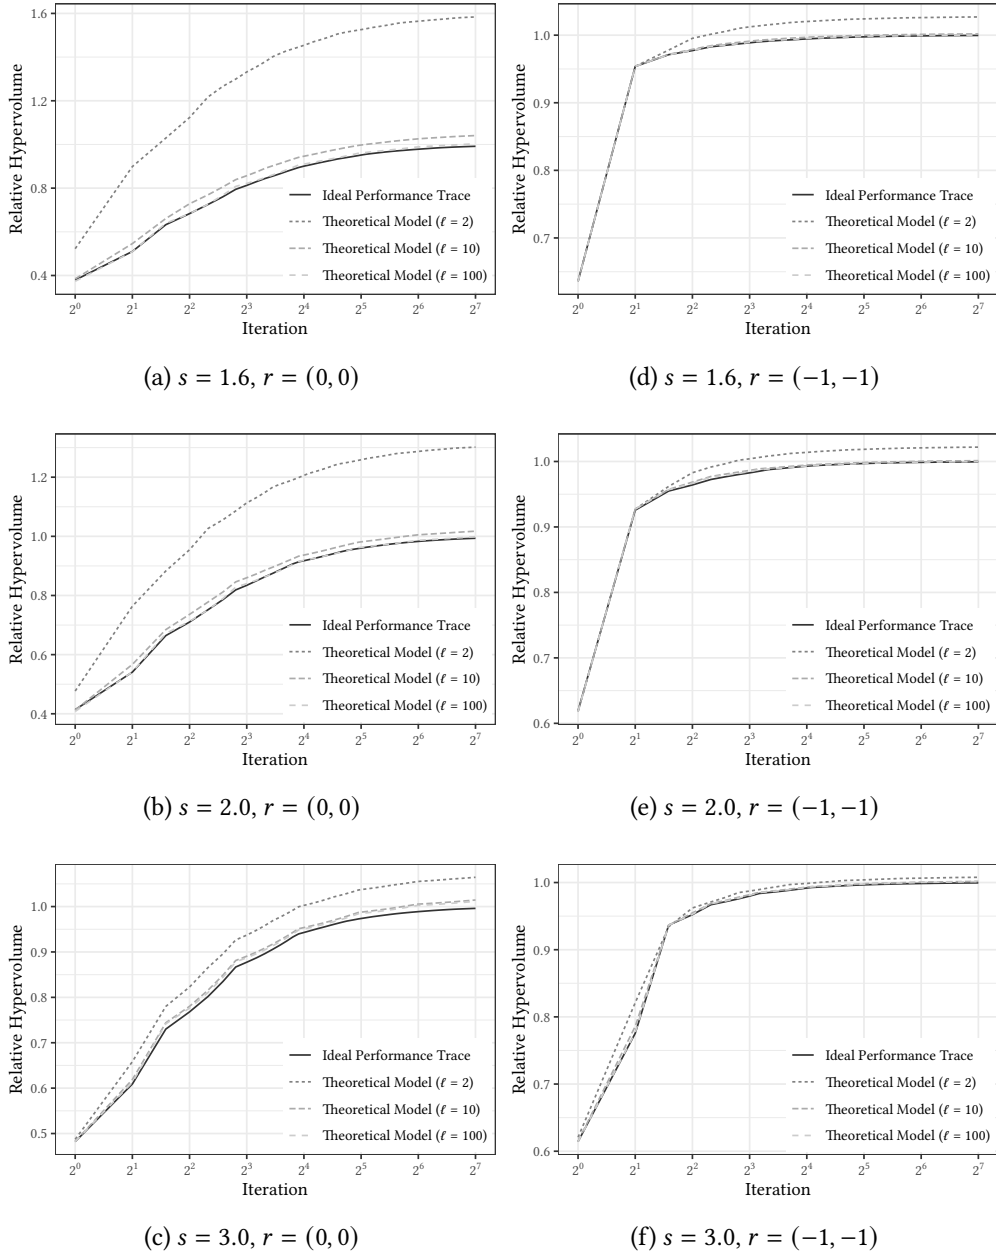 Relative Hypervolume
1.6
1.2
0.8
0.4
Ideal Performance Trace
Theoretical Model (ℓ = 2)
Theoretical Model (ℓ = 10)
Theoretical Model (ℓ = 100)
2⁰ 2¹ 2² 2³ 2⁴ 2⁵ 2⁶ 2⁷
Iteration
(a) s = 1.6, r = (0, 0)
Relative Hypervolume
1.0
0.9
0.8
0.7
Ideal Performance Trace
Theoretical Model (ℓ = 2)
Theoretical Model (ℓ = 10)
Theoretical Model (ℓ = 100)
2⁰ 2¹ 2² 2³ 2⁴ 2⁵ 2⁶ 2⁷
Iteration
(d) s = 1.6, r = (−1, −1)
Relative Hypervolume
1.2
1.0
0.8
0.6
0.4
Ideal Performance Trace
Theoretical Model (ℓ = 2)
Theoretical Model (ℓ = 10)
Theoretical Model (ℓ = 100)
2⁰ 2¹ 2² 2³ 2⁴ 2⁵ 2⁶ 2⁷
Iteration
(b) s = 2.0, r = (0, 0)
Relative Hypervolume
1.0
0.9
0.8
0.7
0.6
Ideal Performance Trace
Theoretical Model (ℓ = 2)
Theoretical Model (ℓ = 10)
Theoretical Model (ℓ = 100)
2⁰ 2¹ 2² 2³ 2⁴ 2⁵ 2⁶ 2⁷
Iteration
(e) s = 2.0, r = (−1, −1)
Relative Hypervolume
1.0
0.9
0.8
0.7
0.6
0.5
Ideal Performance Trace
Theoretical Model (ℓ = 2)
Theoretical Model (ℓ = 10)
Theoretical Model (ℓ = 100)
2⁰ 2¹ 2² 2³ 2⁴ 2⁵ 2⁶ 2⁷
Iteration
(c) s = 3.0, r = (0, 0)
Relative Hypervolume
1.0
0.9
0.8
0.7
0.6
Ideal Performance Trace
Theoretical Model (ℓ = 2)
Theoretical Model (ℓ = 10)
Theoretical Model (ℓ = 100)
2⁰ 2¹ 2² 2³ 2⁴ 2⁵ 2⁶ 2⁷
Iteration
(f) s = 3.0, r = (−1, −1)